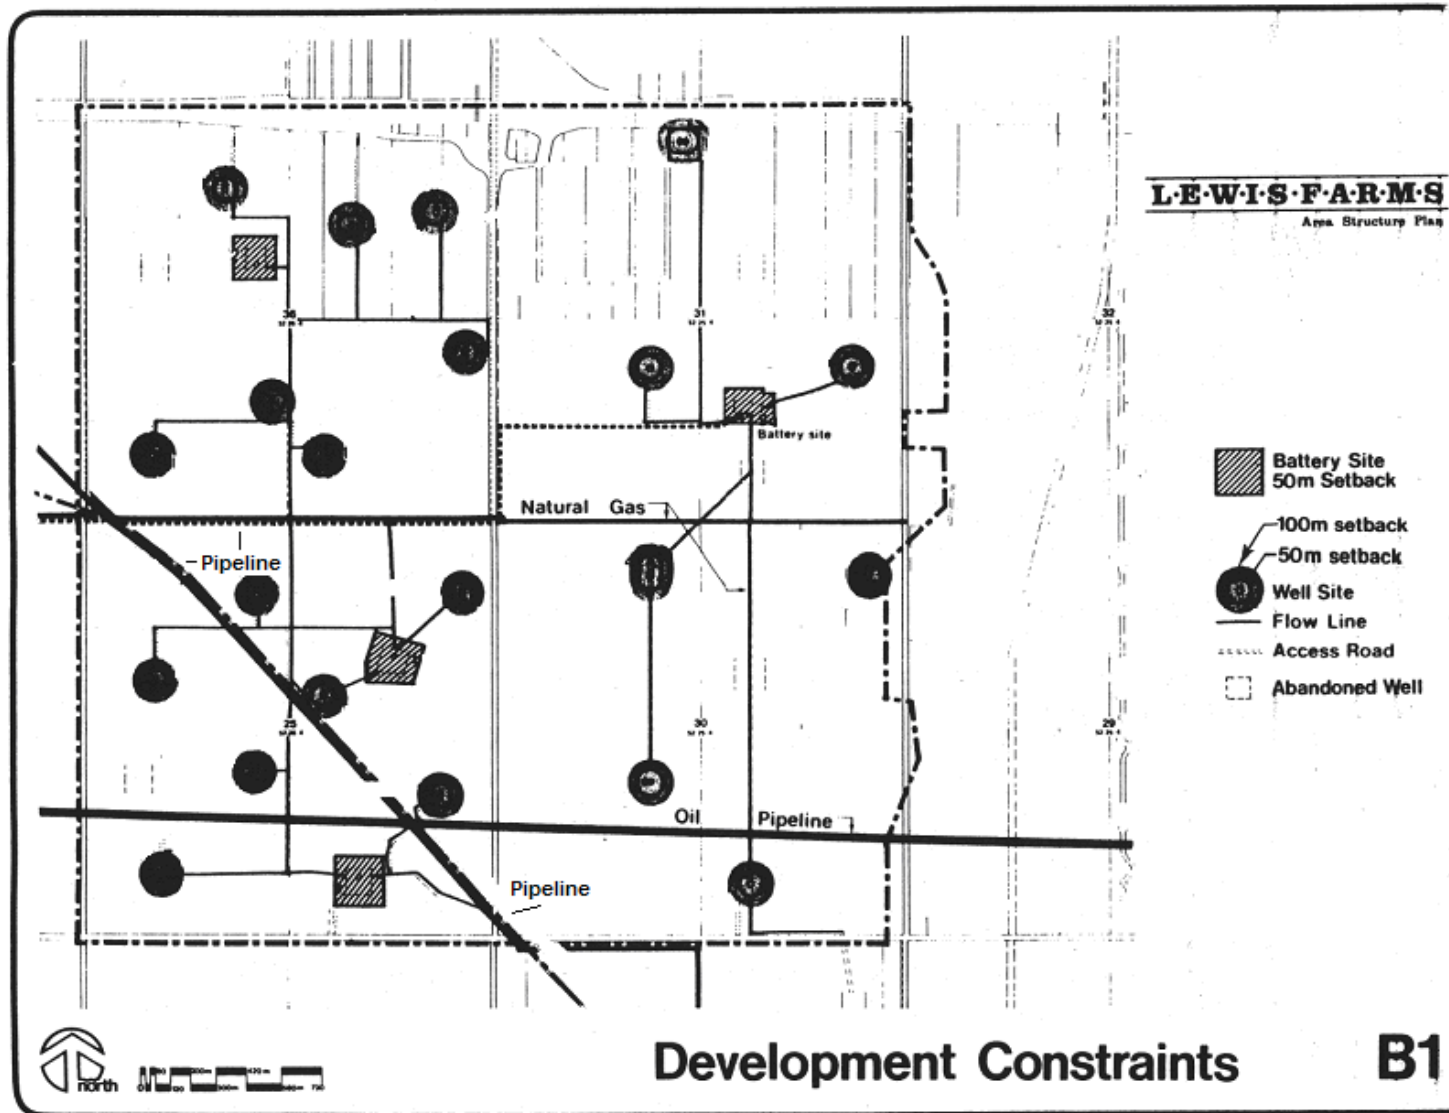 L·E·W·I·S·F·A·R·M·S
Area Structure Plan
36
31
32
Battery site
Battery Site
50m Setback
Natural Gas
100m setback
Pipeline
50m setback
Well Site
Flow Line
Access Road
Abandoned Well
25
30
29
Oil Pipeline
Pipeline
north
Development Constraints B1